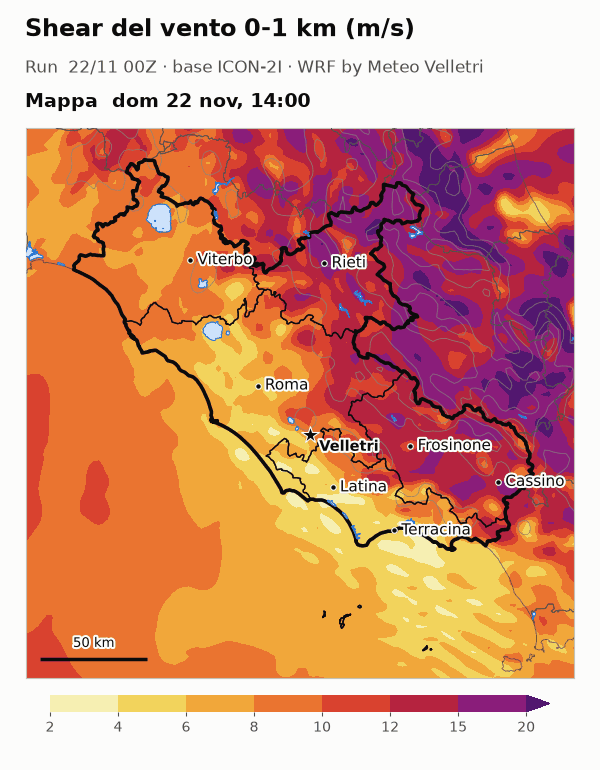 Shear del vento 0-1 km (m/s)
Run  22/11 00Z · base ICON-2I · WRF by Meteo Velletri
Mappa  dom 22 nov, 14:00
Viterbo
Rieti
Roma
Velletri
Frosinone
Cassino
Latina
Terracina
50 km
2 4 6 8 10 12 15 20